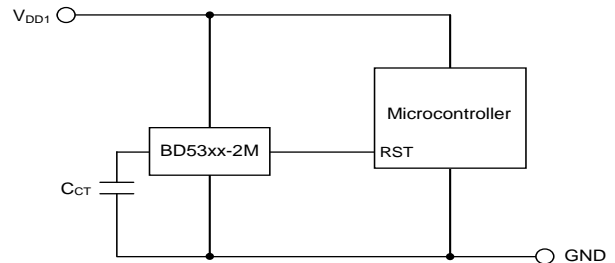 VDD1
Microcontroller
BD53xx-2M
RST
CCT
GND